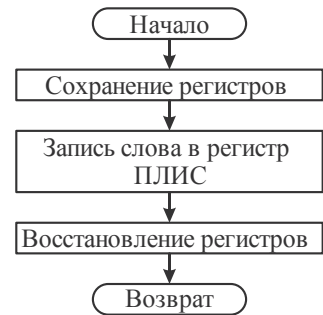 Начало
Сохранение регистров
Запись слова в регистр
ПЛИС
Восстановление регистров
Возврат